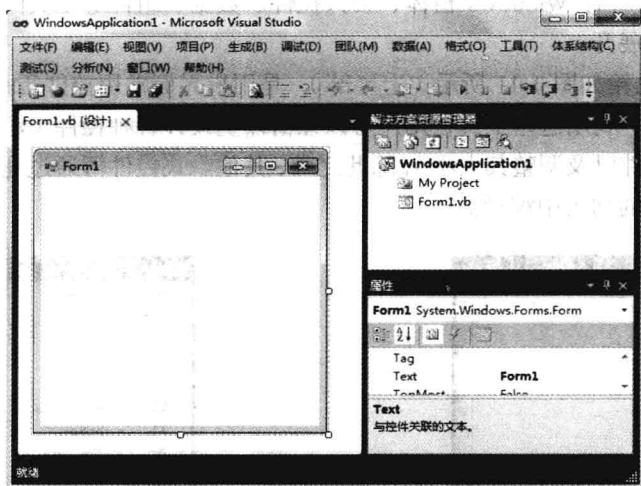 WindowsApplication1 - Microsoft Visual Studio
文件(F) 编辑(E) 视图(V) 项目(P) 生成(B) 调试(D) 团队(M) 数据(A) 格式(O) 工具(T) 体系结构(C)
测试(S) 分析(N) 窗口(W) 帮助(H)
Form1.vb [设计]
Form1
解决方案资源管理器
WindowsApplication1
My Project
Form1.vb
属性
Form1 System.Windows.Forms.Form
Tag
Text Form1
TopMost False
Text
与控件关联的文本。
就绪